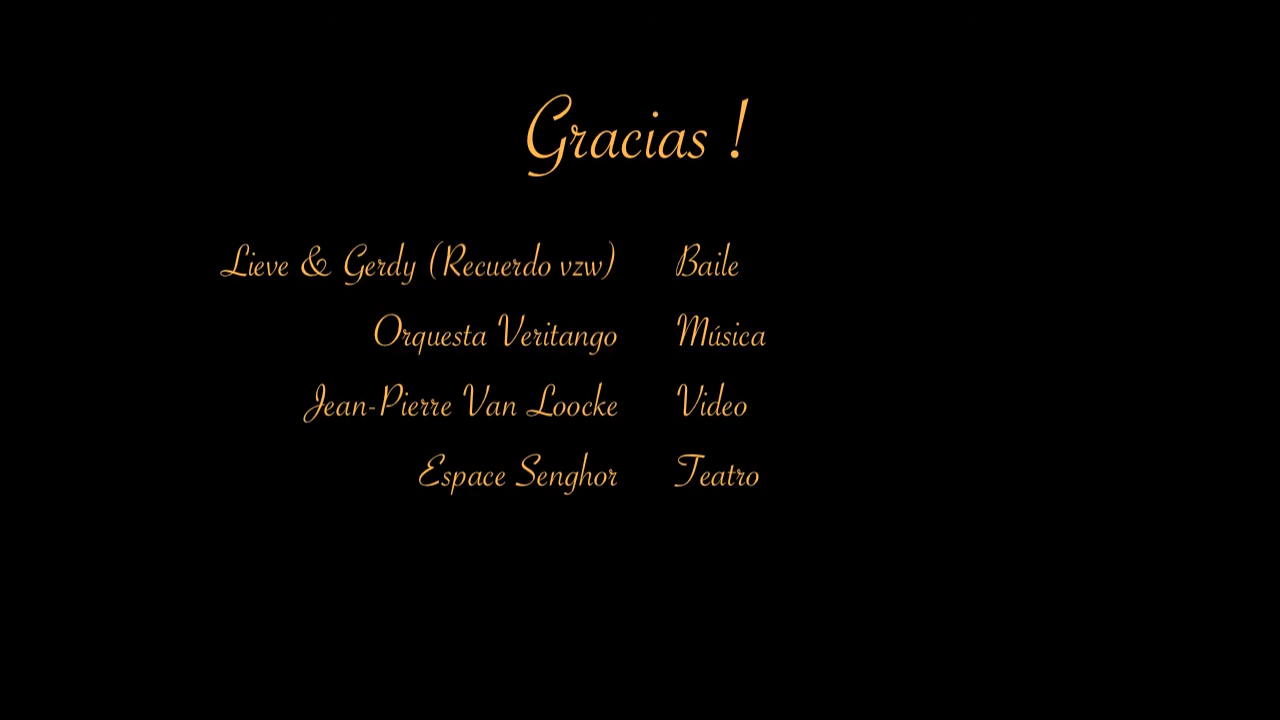 Gracias !
Lieve & Gerdy (Recuerdo vzw) Baile
Orquesta Veritango Música
Jean-Pierre Van Loocke Video
Espace Senghor Teatro